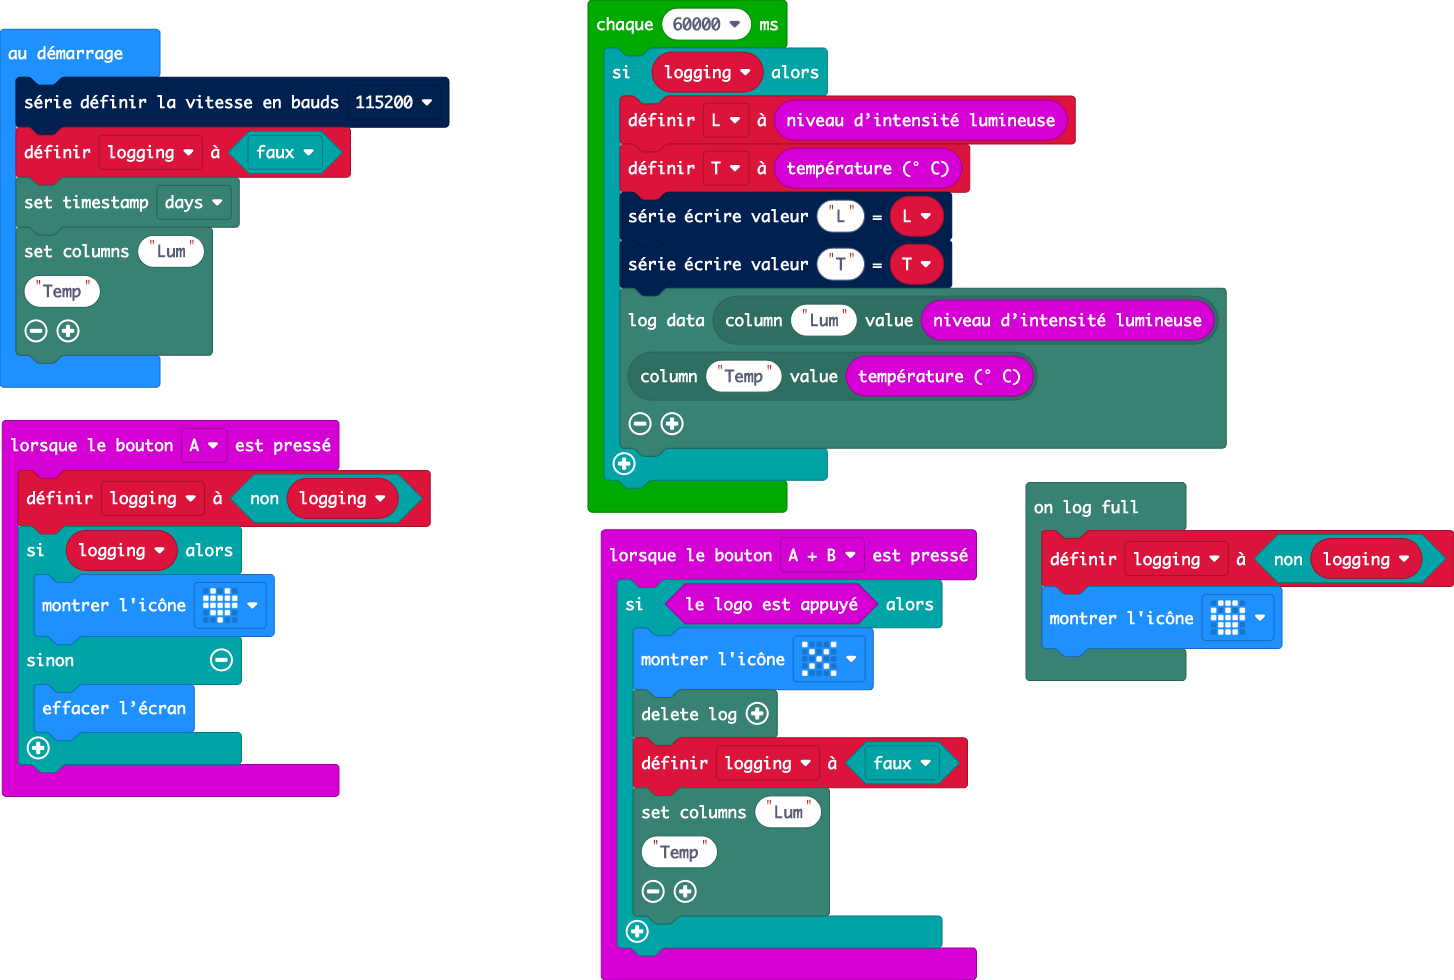 au démarrage
série définir la vitesse en bauds 115200
définir logging à faux
set timestamp days
set columns "Lum"
"Temp"
lorsque le bouton A est pressé
définir logging à non logging
si logging alors
montrer l'icône
sinon
effacer l’écran
chaque 60000 ms
si logging alors
définir L à niveau d’intensité lumineuse
définir T à température (° C)
série écrire valeur "L" = L
série écrire valeur "T" = T
log data column "Lum" value niveau d’intensité lumineuse
column "Temp" value température (° C)
lorsque le bouton A + B est pressé
si le logo est appuyé alors
montrer l'icône
delete log
définir logging à faux
set columns "Lum"
"Temp"
on log full
définir logging à non logging
montrer l'icône